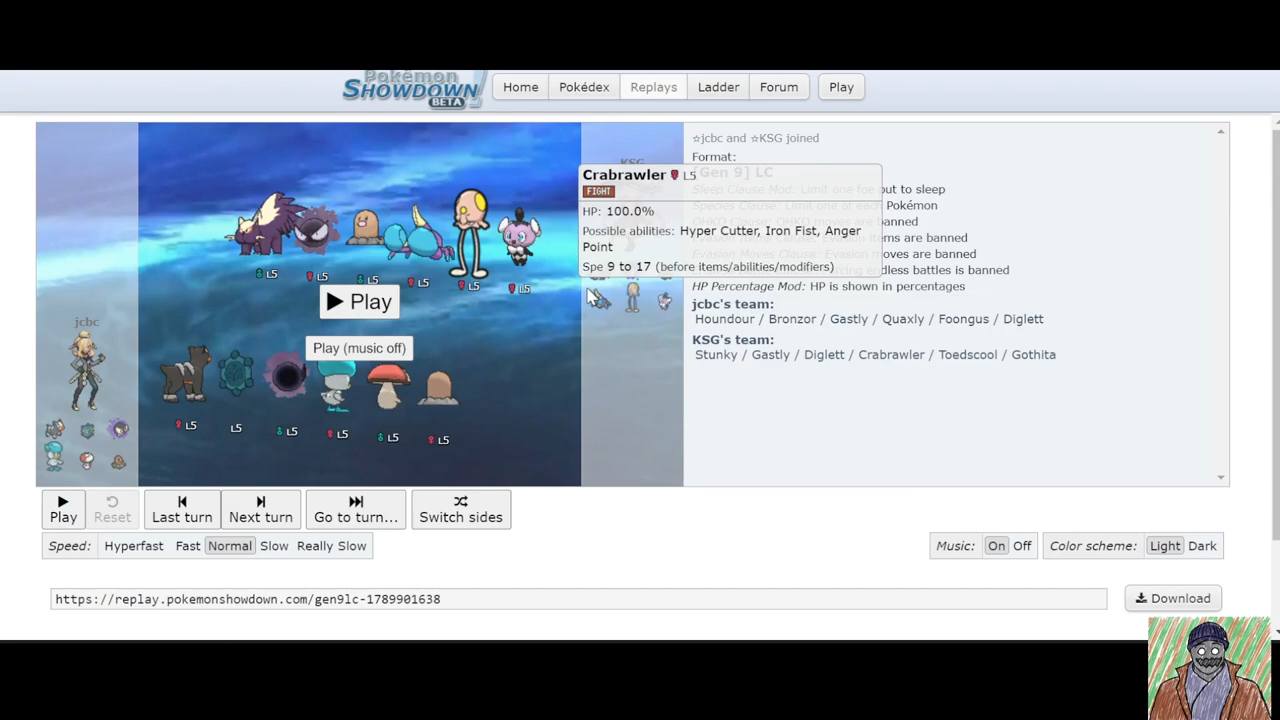 Pokémon
SHOWDOWN!
BETA
Home
Pokédex
Replays
Ladder
Forum
Play
☆jcbc and ☆KSG joined
Format:
[Gen 9] LC
Sleep Clause Mod: Limit one foe put to sleep
Species Clause: Limit one of each Pokémon
OHKO Clause: OHKO moves are banned
items are banned
Evasion Moves Clause: Evasion moves are banned
endless battles is banned
HP Percentage Mod: HP is shown in percentages
jcbc's team:
Houndour / Bronzor / Gastly / Quaxly / Foongus / Diglett
KSG's team:
Stunky / Gastly / Diglett / Crabrawler / Toedscool / Gothita
KSG
Crabrawler L5
FIGHT
HP: 100.0%
Possible abilities: Hyper Cutter, Iron Fist, Anger
Point
Spe 9 to 17 (before items/abilities/modifiers)
L5
L5
L5
L5
L5
L5
▶ Play
Play (music off)
jcbc
L5
L5
L5
L5
L5
L5
Play
Reset
Last turn
Next turn
Go to turn...
Switch sides
Speed: Hyperfast Fast Normal Slow Really Slow
Music: On Off
Color scheme: Light Dark
https://replay.pokemonshowdown.com/gen9lc-1789901638
Download